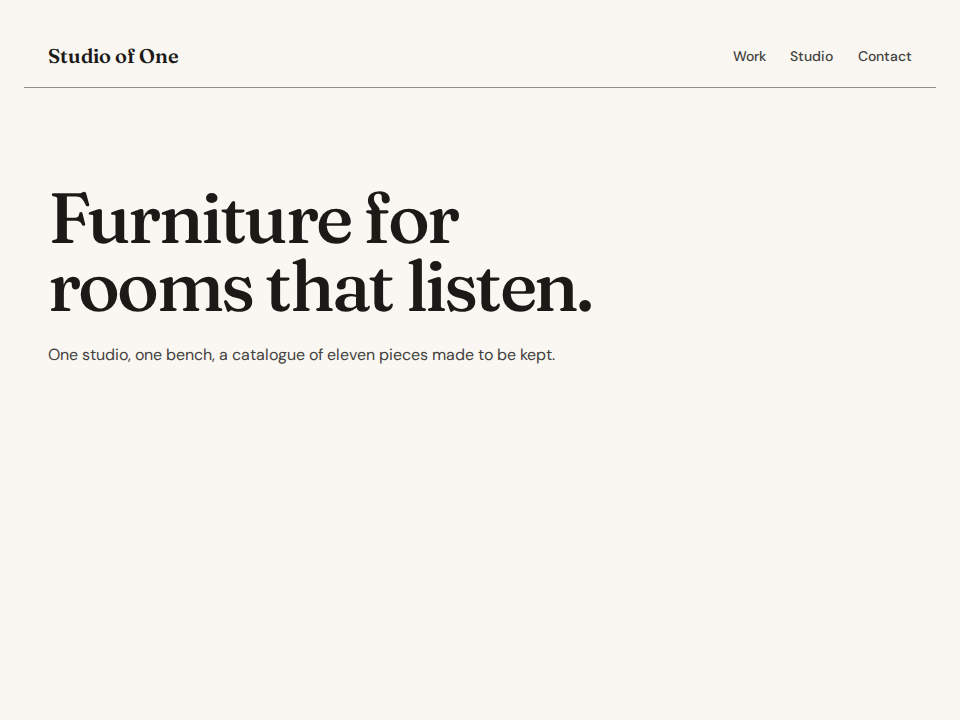 Studio of One
Work Studio Contact
Furniture for
rooms that listen.
One studio, one bench, a catalogue of eleven pieces made to be kept.